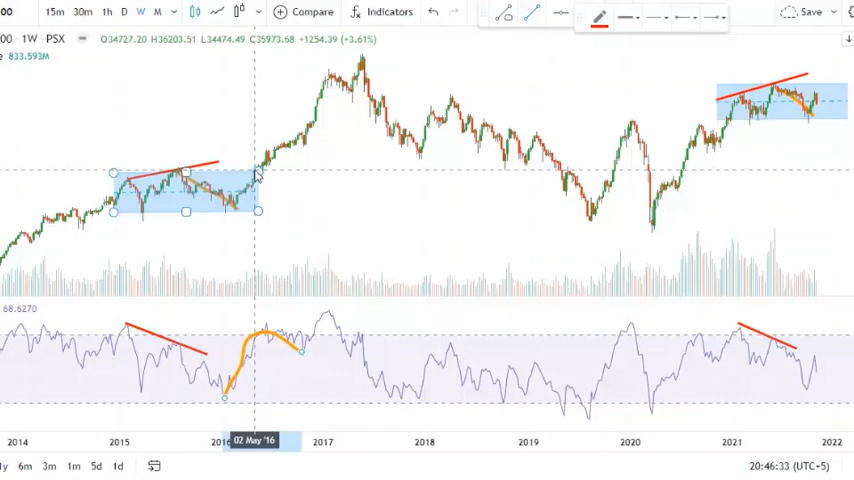 00 15m 30m 1h D W M Compare Indicators Save
00 · 1W · PSX O34727.20 H36203.51 L34474.49 C35973.68 +1254.39 (+3.61%)
e 833.593M
68.6270
2014 2015 2016 02 May '16 2017 2018 2019 2020 2021 2022
1y 6m 3m 1m 5d 1d 20:46:33 (UTC+5)